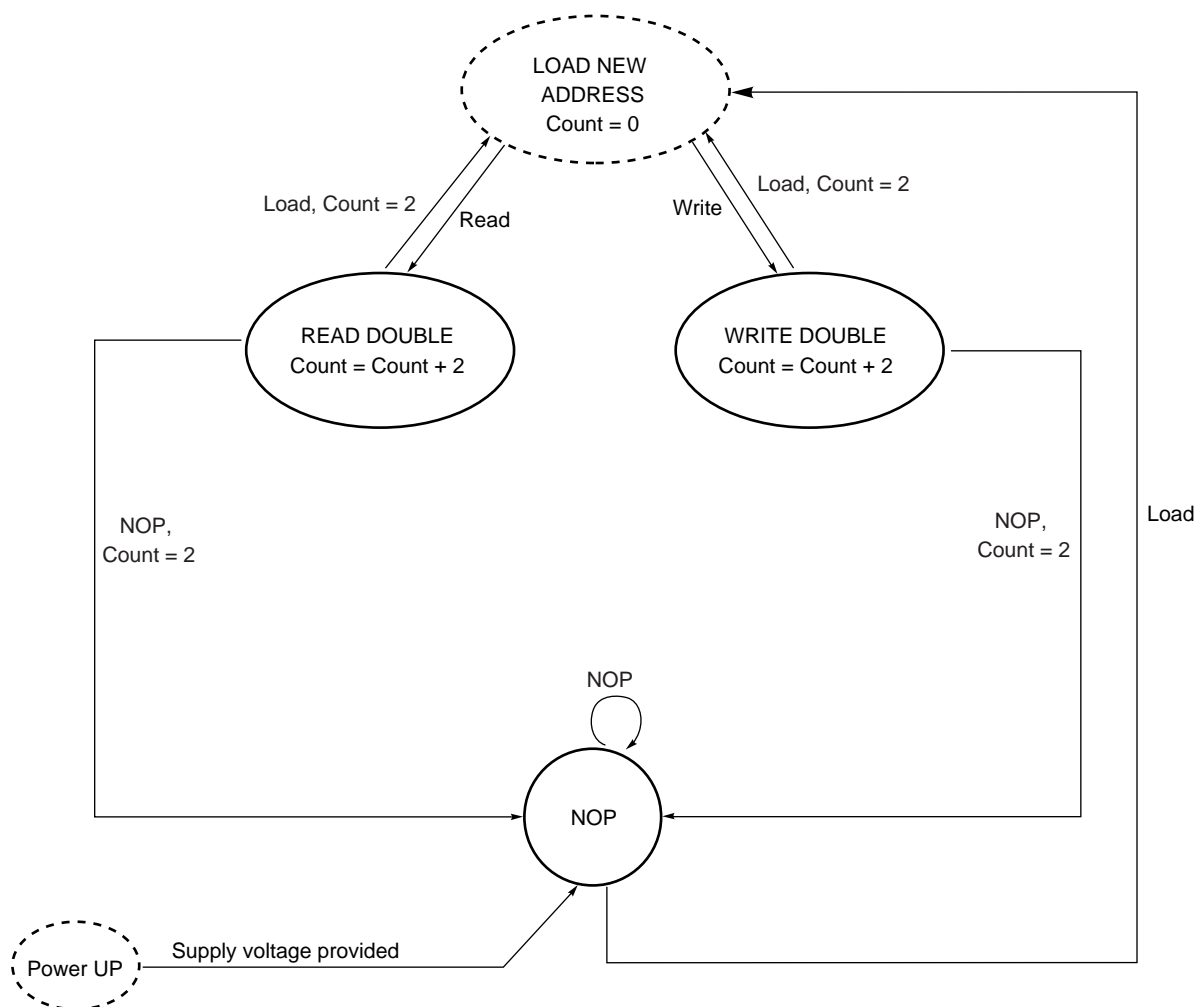 LOAD NEW
ADDRESS
Count = 0
Load, Count = 2
Read
Write
Load, Count = 2
READ DOUBLE
Count = Count + 2
WRITE DOUBLE
Count = Count + 2
NOP,
Count = 2
NOP,
Count = 2
Load
NOP
NOP
Supply voltage provided
Power UP